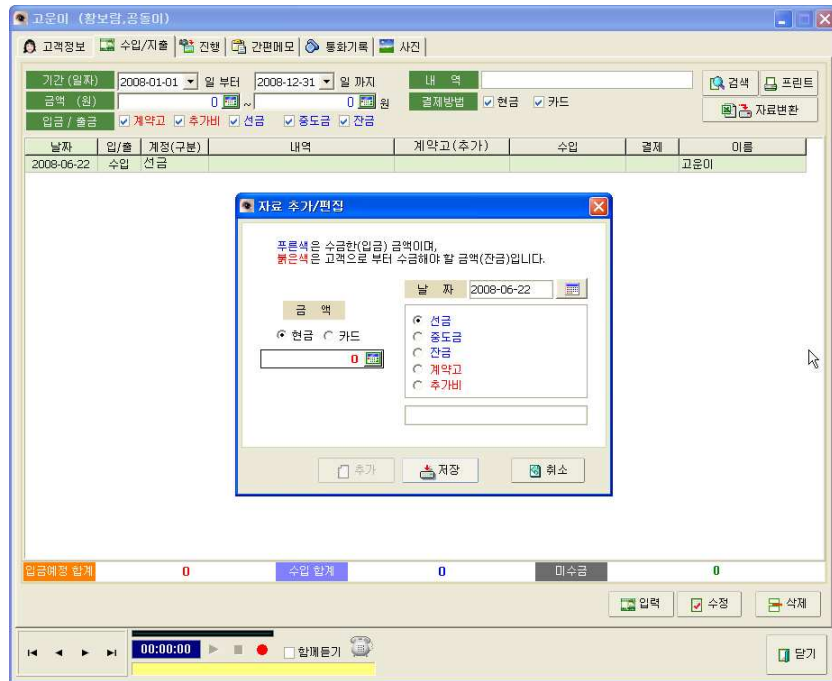 고운미 (황보람,공돌이)
고객정보 수입/지출 진행 간편메모 통화기록 사진
기간(일자) 2008-01-01 일 부터 2008-12-31 일 까지 내 역 검색 프린트
금액 (원) 0 ~ 0 원 결제방법 현금 카드 자료변환
입금 / 출금 계약고 추가비 선금 중도금 잔금
날짜 입/출 계정(구분) 내역 계약고(추가) 수입 결제 이름
2008-06-22 수입 선금 고운미
자료 추가/편집
푸른색은 수금한(입금) 금액이며,
붉은색은 고객으로 부터 수금해야 할 금액(잔금)입니다.
날 짜 2008-06-22
금 액
현금 카드
0
선금
중도금
잔금
계약고
추가비
추가 저장 취소
입금예정 합계 0 수입 합계 0 미수금 0
입력 수정 삭제
00:00:00 함께듣기 닫기